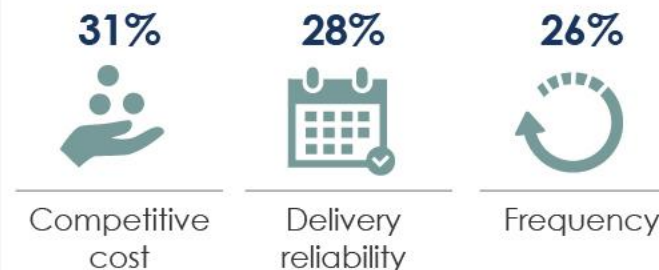 31%
28%
26%
Competitive
cost
Delivery
reliability
Frequency